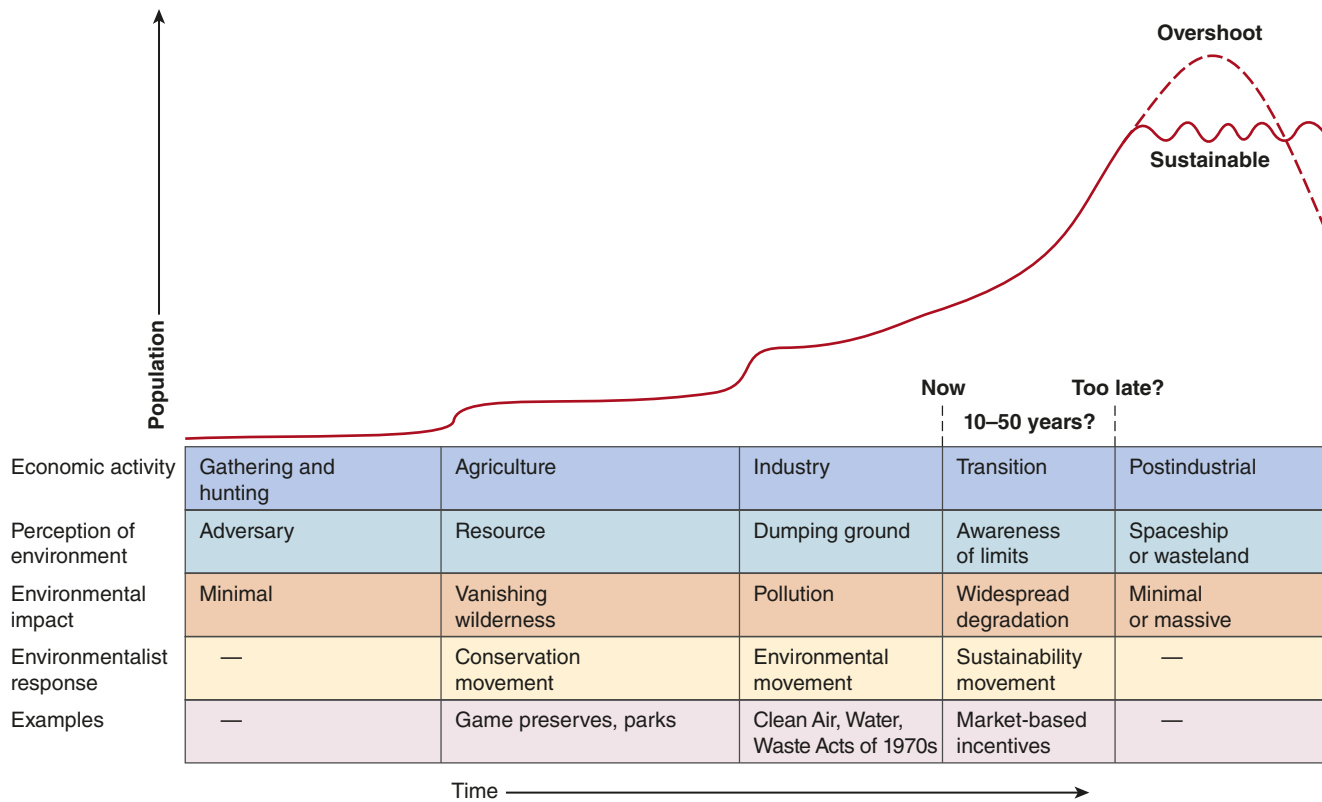 Overshoot
Sustainable
Population
Now
Too late?
10–50 years?
Economic activity
Gathering and
hunting
Agriculture
Industry
Transition
Postindustrial
Perception of
environment
Adversary
Resource
Dumping ground
Awareness
of limits
Spaceship
or wasteland
Environmental
impact
Minimal
Vanishing
wilderness
Pollution
Widespread
degradation
Minimal
or massive
Environmentalist
response
—
Conservation
movement
Environmental
movement
Sustainability
movement
—
Examples
—
Game preserves, parks
Clean Air, Water,
Waste Acts of 1970s
Market-based
incentives
—
Time